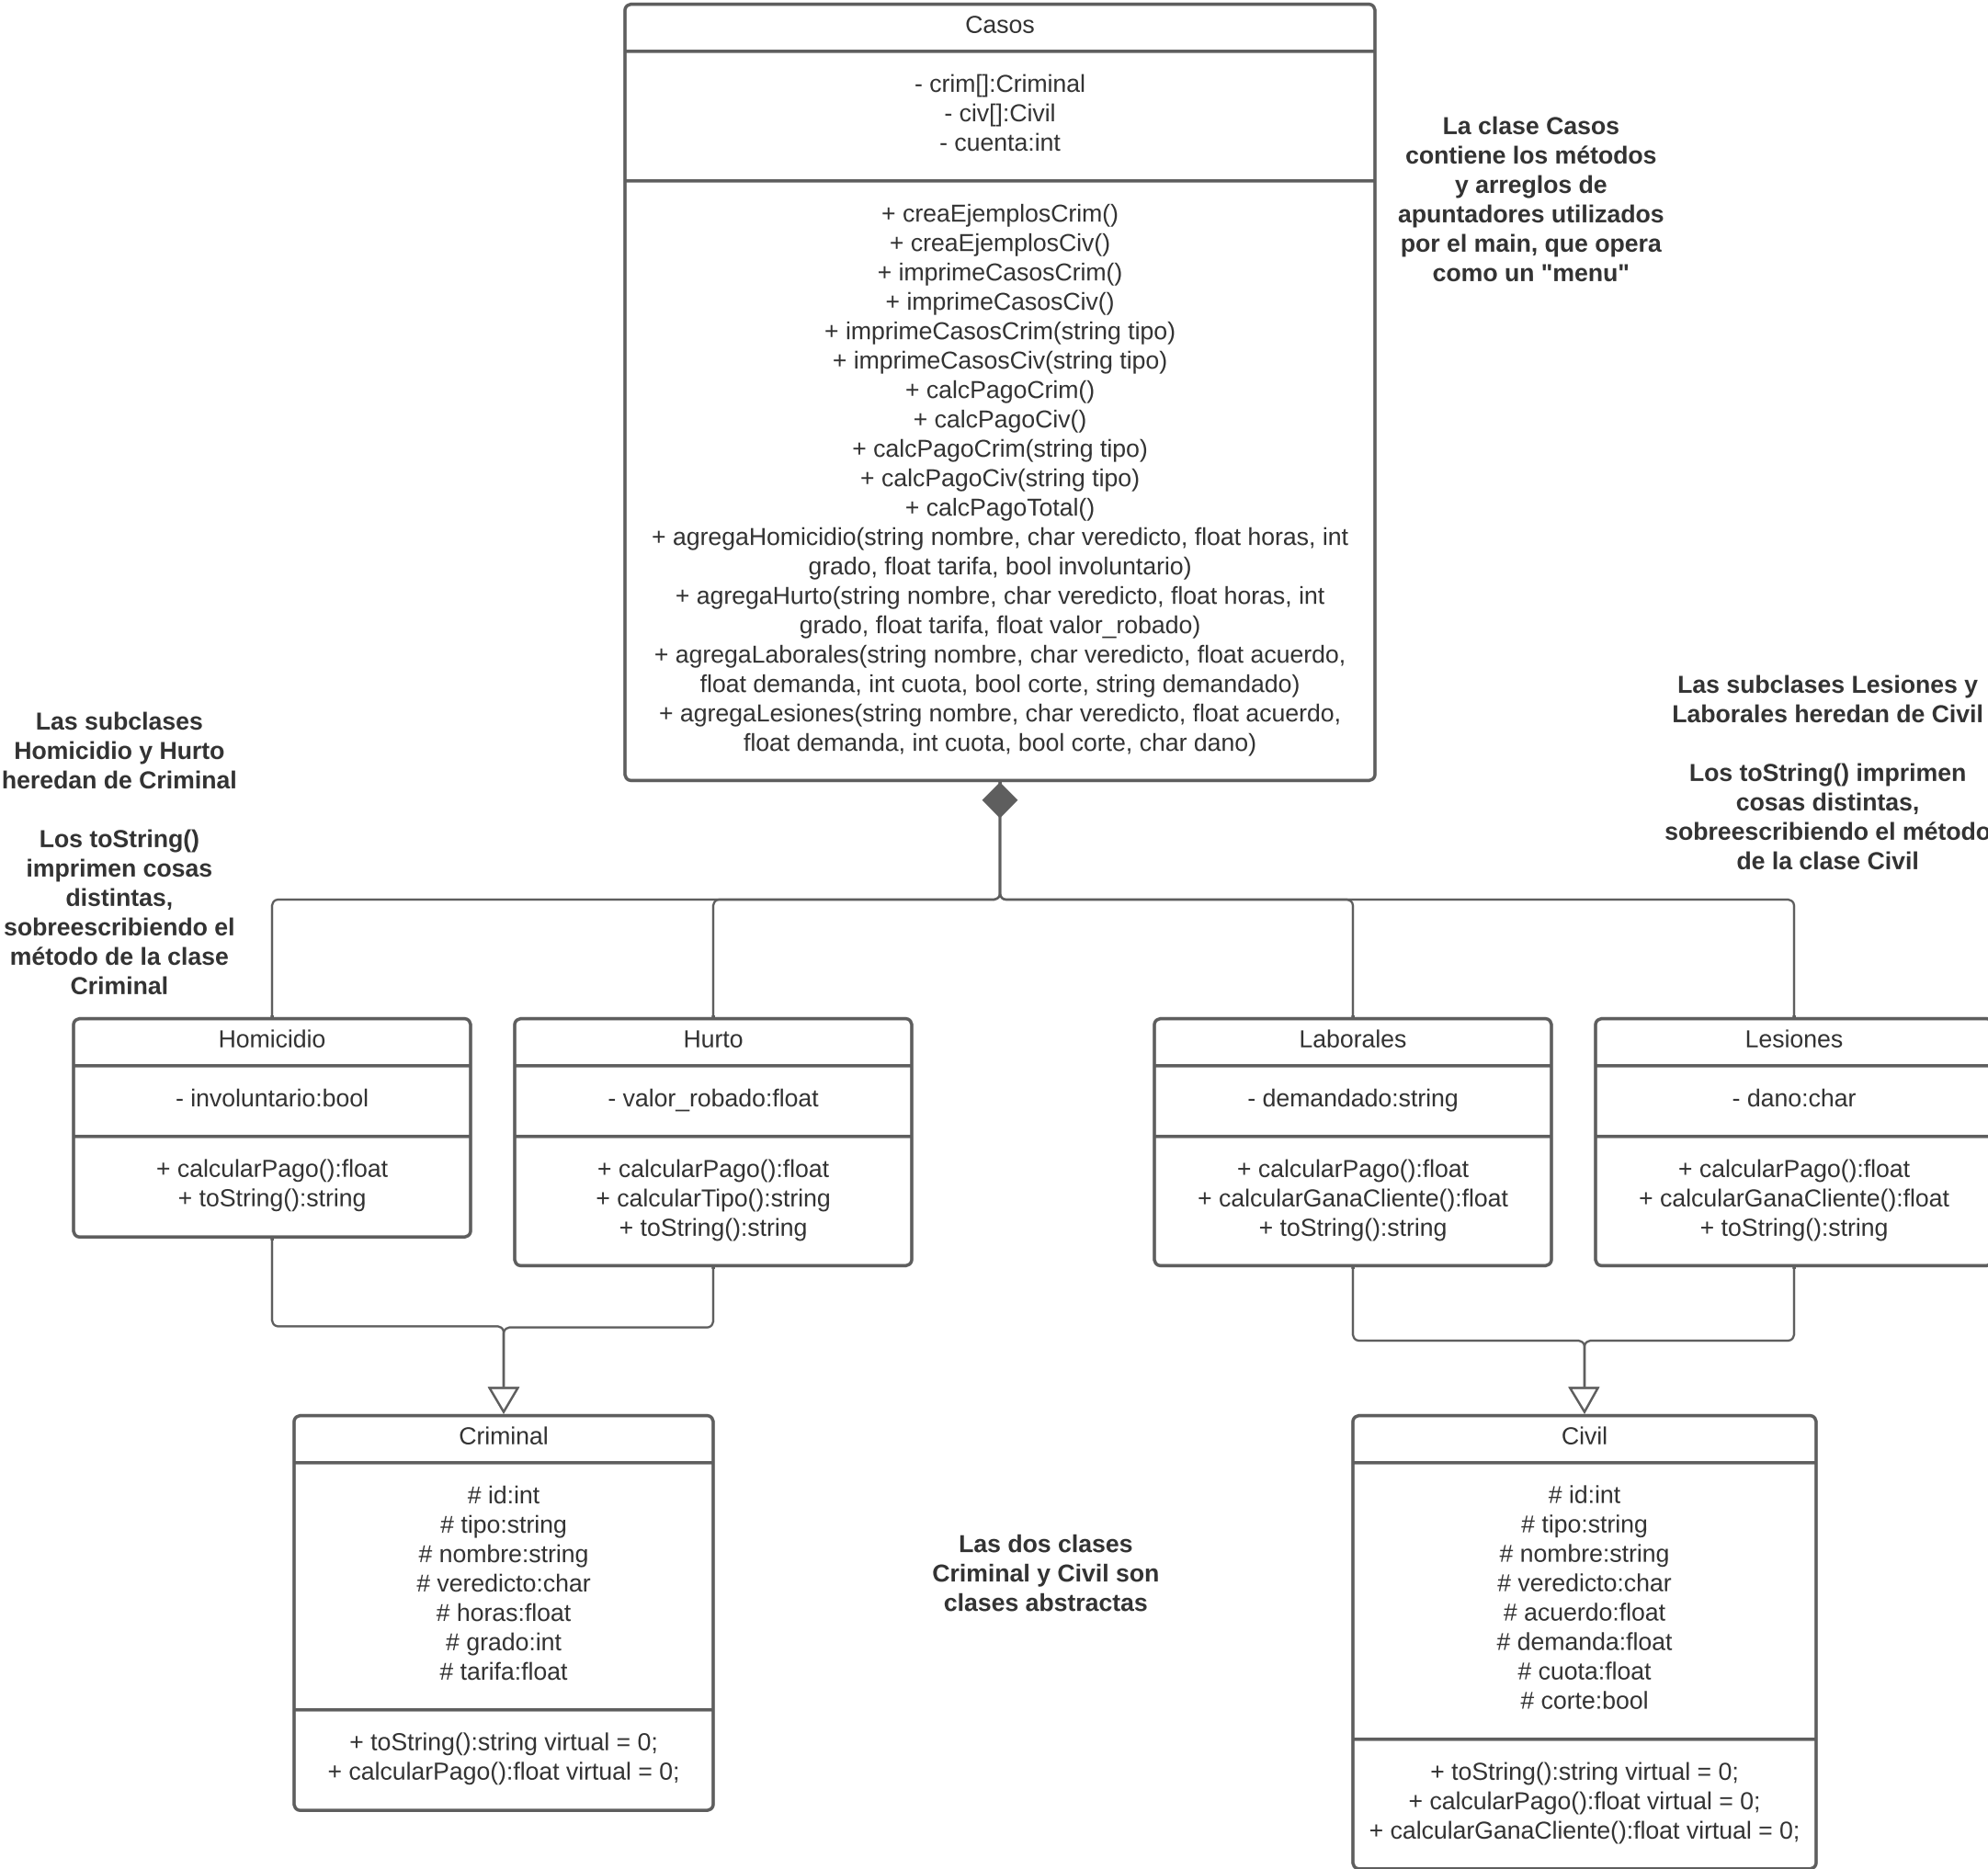 Casos
- crim[]:Criminal
- civ[]:Civil
- cuenta:int
+ creaEjemplosCrim()
+ creaEjemplosCiv()
+ imprimeCasosCrim()
+ imprimeCasosCiv()
+ imprimeCasosCrim(string tipo)
+ imprimeCasosCiv(string tipo)
+ calcPagoCrim()
+ calcPagoCiv()
+ calcPagoCrim(string tipo)
+ calcPagoCiv(string tipo)
+ calcPagoTotal()
+ agregaHomicidio(string nombre, char veredicto, float horas, int
grado, float tarifa, bool involuntario)
+ agregaHurto(string nombre, char veredicto, float horas, int
grado, float tarifa, float valor_robado)
+ agregaLaborales(string nombre, char veredicto, float acuerdo,
float demanda, int cuota, bool corte, string demandado)
+ agregaLesiones(string nombre, char veredicto, float acuerdo,
float demanda, int cuota, bool corte, char dano)
La clase Casos
contiene los métodos
y arreglos de
apuntadores utilizados
por el main, que opera
como un "menu"
Las subclases
Homicidio y Hurto
heredan de Criminal
Los toString()
imprimen cosas
distintas,
sobreescribiendo el
método de la clase
Criminal
Las subclases Lesiones y
Laborales heredan de Civil
Los toString() imprimen
cosas distintas,
sobreescribiendo el método
de la clase Civil
Homicidio
- involuntario:bool
+ calcularPago():float
+ toString():string
Hurto
- valor_robado:float
+ calcularPago():float
+ calcularTipo():string
+ toString():string
Laborales
- demandado:string
+ calcularPago():float
+ calcularGanaCliente():float
+ toString():string
Lesiones
- dano:char
+ calcularPago():float
+ calcularGanaCliente():float
+ toString():string
Criminal
# id:int
# tipo:string
# nombre:string
# veredicto:char
# horas:float
# grado:int
# tarifa:float
+ toString():string virtual = 0;
+ calcularPago():float virtual = 0;
Las dos clases
Criminal y Civil son
clases abstractas
Civil
# id:int
# tipo:string
# nombre:string
# veredicto:char
# acuerdo:float
# demanda:float
# cuota:float
# corte:bool
+ toString():string virtual = 0;
+ calcularPago():float virtual = 0;
+ calcularGanaCliente():float virtual = 0;